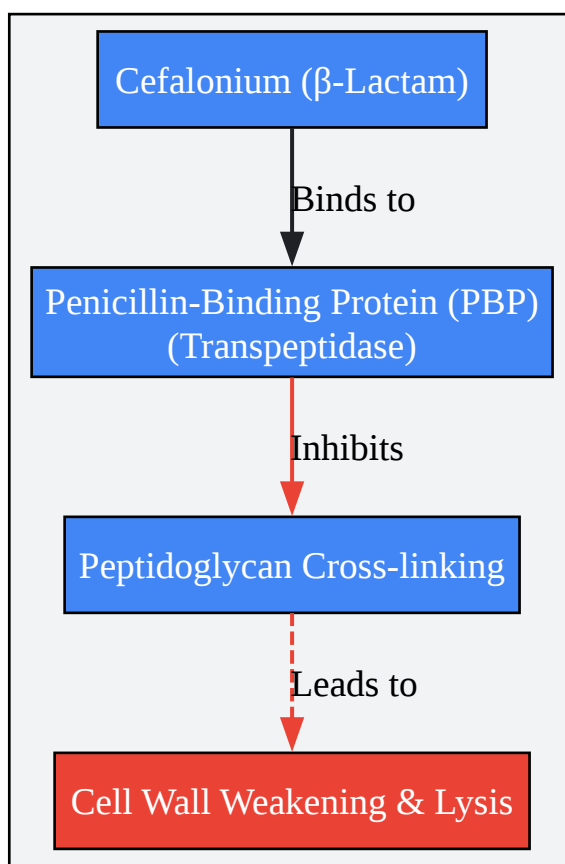 Cefalonium (β-Lactam)
Binds to
Penicillin-Binding Protein (PBP)
(Transpeptidase)
Inhibits
Peptidoglycan Cross-linking
Leads to
Cell Wall Weakening & Lysis